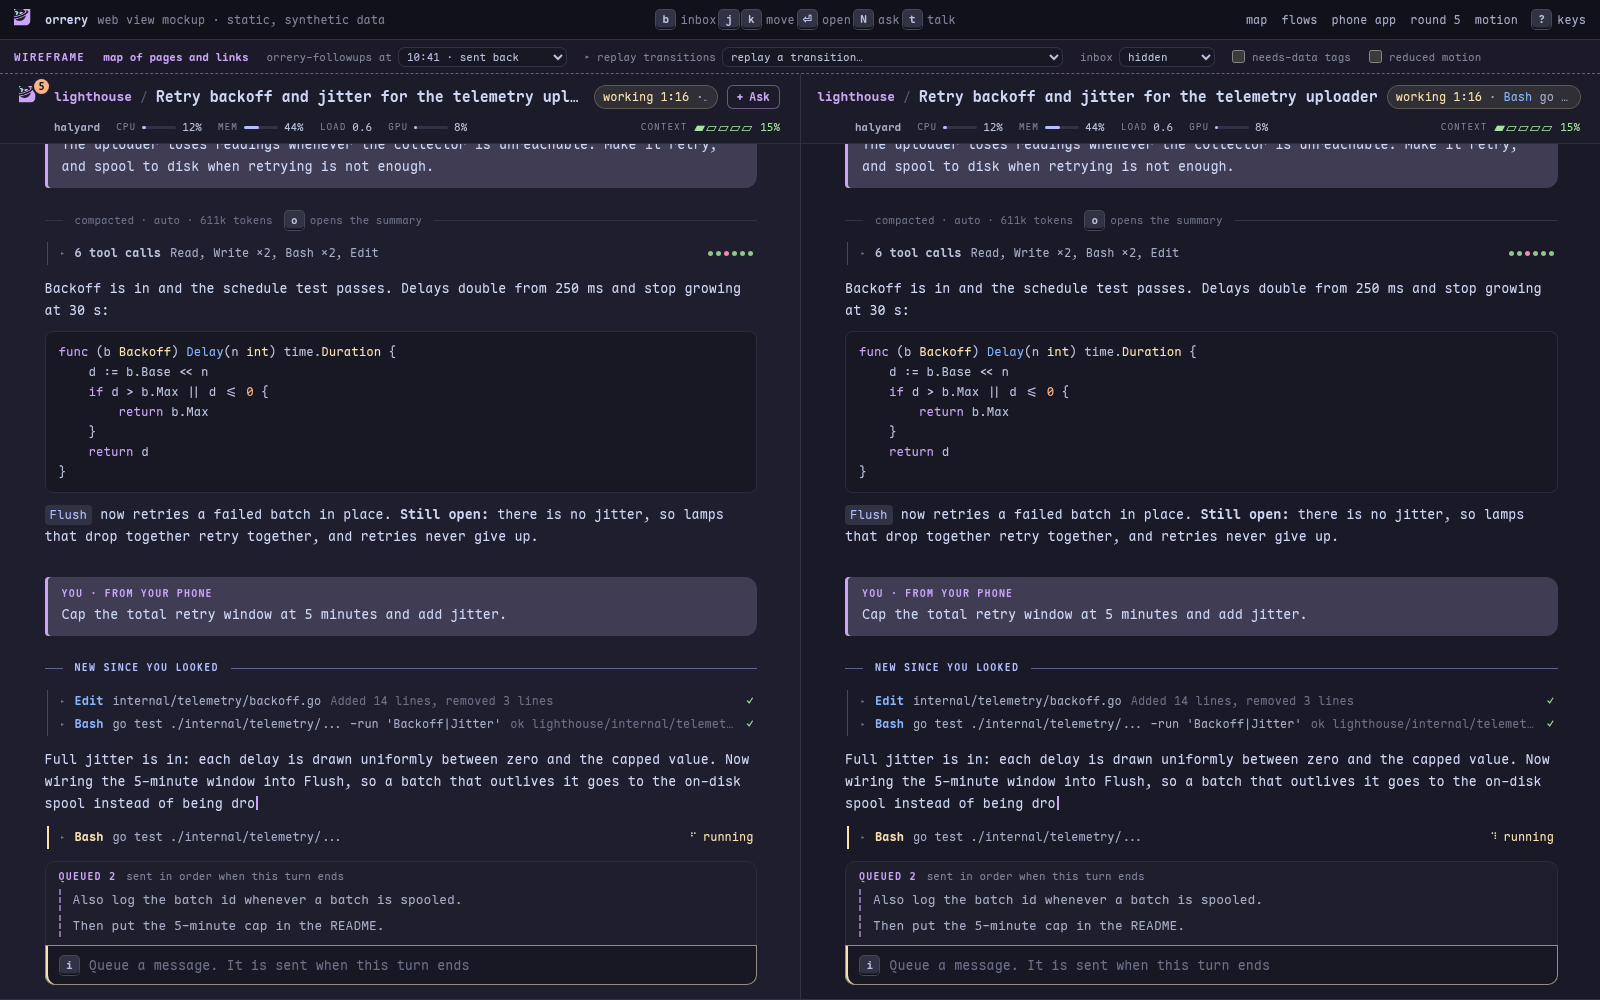 orrery web view mockup · static, synthetic data
b inbox j k move ⏎ open N ask t talk
map flows phone app round 5 motion ? keys
WIREFRAME map of pages and links orrery-followups at 10:41 · sent back replay transitions replay a transition… inbox hidden needs-data tags reduced motion
5
lighthouse / Retry backoff and jitter for the telemetry upl… working 1:16 · + Ask
halyard CPU 12% MEM 44% LOAD 0.6 GPU 8% CONTEXT 15%
The uploader loses readings whenever the collector is unreachable. Make it retry,
and spool to disk when retrying is not enough.
compacted · auto · 611k tokens o opens the summary
6 tool calls Read, Write ×2, Bash ×2, Edit
Backoff is in and the schedule test passes. Delays double from 250 ms and stop growing
at 30 s:
func (b Backoff) Delay(n int) time.Duration {
d := b.Base << n
if d > b.Max || d <= 0 {
return b.Max
}
return d
}
Flush now retries a failed batch in place. Still open: there is no jitter, so lamps
that drop together retry together, and retries never give up.
YOU · FROM YOUR PHONE
Cap the total retry window at 5 minutes and add jitter.
NEW SINCE YOU LOOKED
Edit internal/telemetry/backoff.go Added 14 lines, removed 3 lines ✓
Bash go test ./internal/telemetry/... -run 'Backoff|Jitter' ok lighthouse/internal/telemet… ✓
Full jitter is in: each delay is drawn uniformly between zero and the capped value. Now
wiring the 5-minute window into Flush, so a batch that outlives it goes to the on-disk
spool instead of being dro
Bash go test ./internal/telemetry/... running
QUEUED 2 sent in order when this turn ends
Also log the batch id whenever a batch is spooled.
Then put the 5-minute cap in the README.
i Queue a message. It is sent when this turn ends
lighthouse / Retry backoff and jitter for the telemetry uploader working 1:16 · Bash go …
halyard CPU 12% MEM 44% LOAD 0.6 GPU 8% CONTEXT 15%
The uploader loses readings whenever the collector is unreachable. Make it retry,
and spool to disk when retrying is not enough.
compacted · auto · 611k tokens o opens the summary
6 tool calls Read, Write ×2, Bash ×2, Edit
Backoff is in and the schedule test passes. Delays double from 250 ms and stop growing
at 30 s:
func (b Backoff) Delay(n int) time.Duration {
d := b.Base << n
if d > b.Max || d <= 0 {
return b.Max
}
return d
}
Flush now retries a failed batch in place. Still open: there is no jitter, so lamps
that drop together retry together, and retries never give up.
YOU · FROM YOUR PHONE
Cap the total retry window at 5 minutes and add jitter.
NEW SINCE YOU LOOKED
Edit internal/telemetry/backoff.go Added 14 lines, removed 3 lines ✓
Bash go test ./internal/telemetry/... -run 'Backoff|Jitter' ok lighthouse/internal/telemet… ✓
Full jitter is in: each delay is drawn uniformly between zero and the capped value. Now
wiring the 5-minute window into Flush, so a batch that outlives it goes to the on-disk
spool instead of being dro
Bash go test ./internal/telemetry/... running
QUEUED 2 sent in order when this turn ends
Also log the batch id whenever a batch is spooled.
Then put the 5-minute cap in the README.
i Queue a message. It is sent when this turn ends